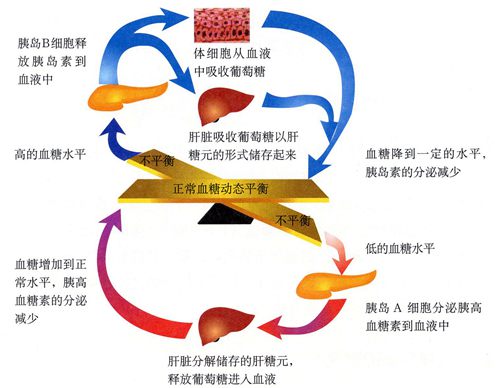 胰岛B细胞释
放胰岛素到
血液中
体细胞从血液
中吸收葡萄糖
肝脏吸收葡萄糖以肝
糖元的形式储存起来
高的血糖水平
血糖降到一定的水平，
胰岛素的分泌减少
不平衡
正常血糖动态平衡
不平衡
低的血糖水平
血糖增加到正
常水平，胰高
血糖素的分泌
减少
胰岛 A 细胞分泌胰高
血糖素到血液中
肝脏分解储存的肝糖元，
释放葡萄糖进入血液